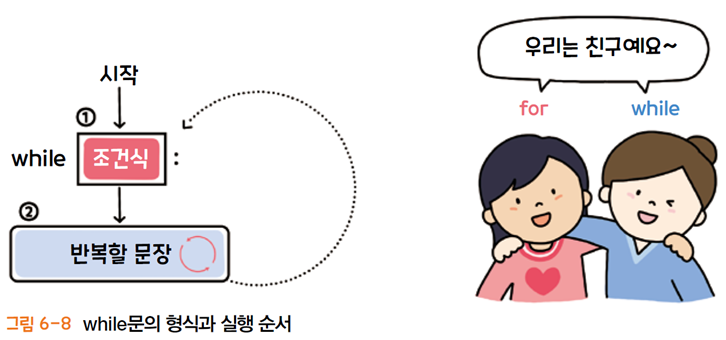 시작
①
while 조건식 :
②
반복할 문장
그림 6-8 while문의 형식과 실행 순서
우리는 친구예요~
for while